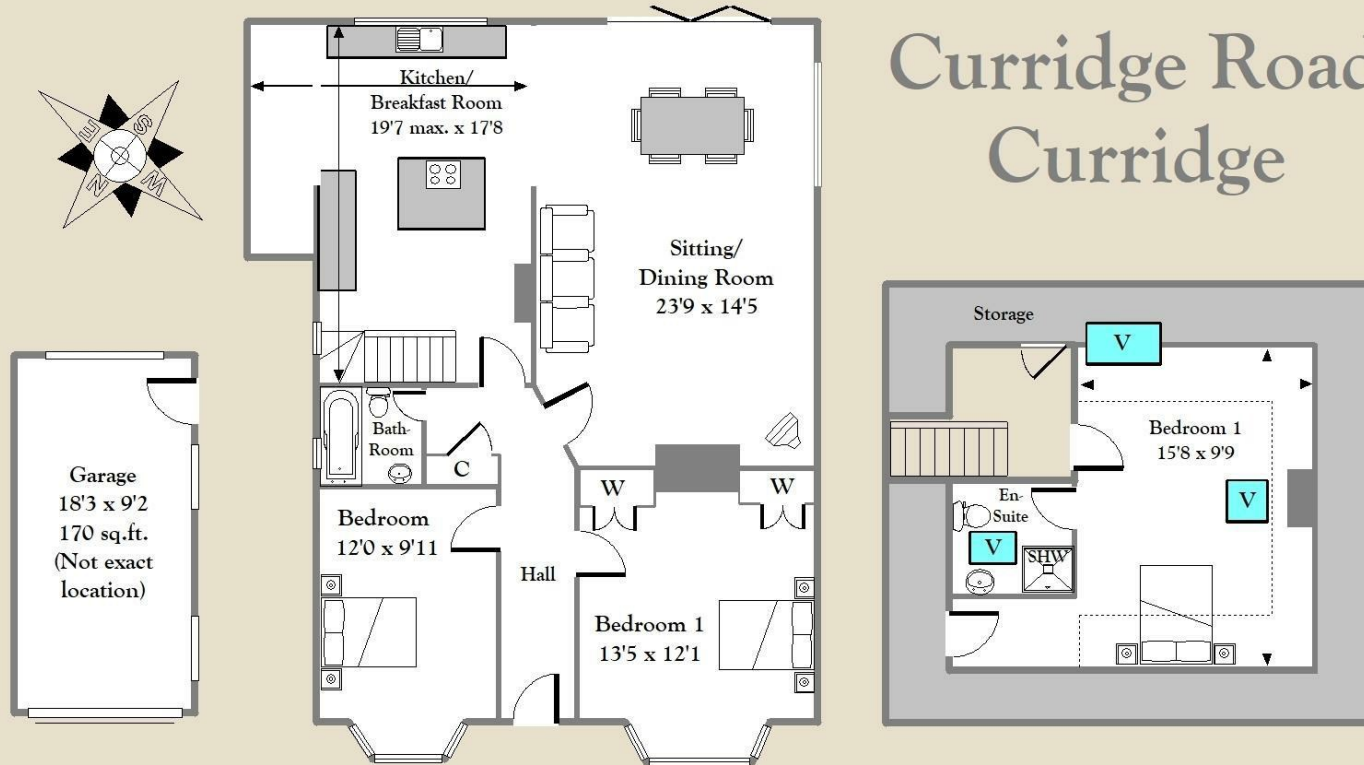 Curridge Road
Curridge
E
S
N
W
Kitchen/
Breakfast Room
19'7 max. x 17'8
Sitting/
Dining Room
23'9 x 14'5
Bath-
Room
C
W
W
Bedroom
12'0 x 9'11
Hall
Bedroom 1
13'5 x 12'1
Garage
18'3 x 9'2
170 sq.ft.
(Not exact
location)
Storage
V
Bedroom 1
15'8 x 9'9
V
En-
Suite
V
SHW